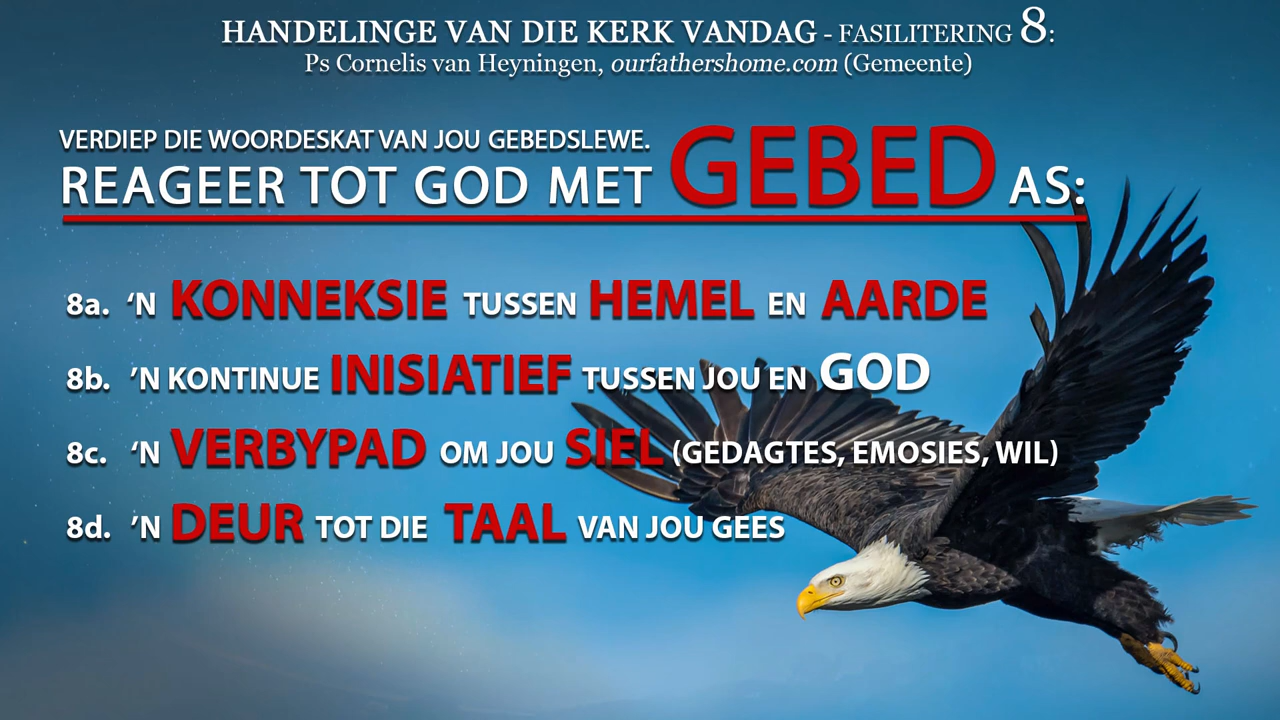 HANDELINGE VAN DIE KERK VANDAG - FASILITERING 8:
Ps Cornelis van Heyningen, ourfathershome.com (Gemeente)
VERDIEP DIE WOORDESKAT VAN JOU GEBEDSLEWE.
REAGEER TOT GOD MET GEBED AS:
8a. ‘N KONNEKSIE TUSSEN HEMEL EN AARDE
8b. ’N KONTINUE INISIATIEF TUSSEN JOU EN GOD
8c. ‘N VERBYPAD OM JOU SIEL (GEDAGTES, EMOSIES, WIL)
8d. ’N DEUR TOT DIE TAAL VAN JOU GEES